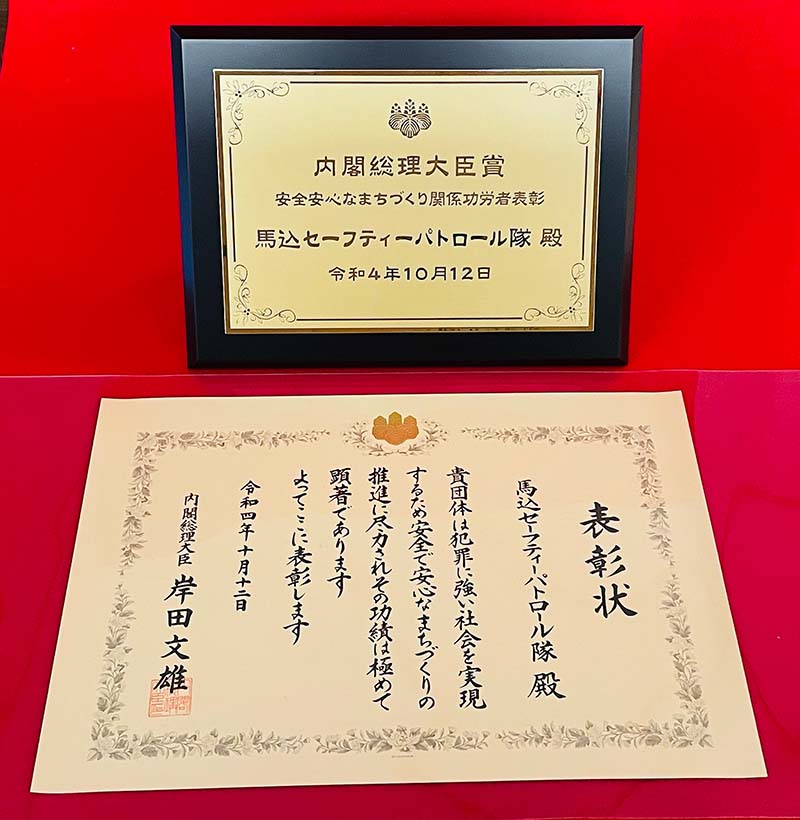 内閣総理大臣賞
安全安心なまちづくり関係功労者表彰
馬込セーフティーパトロール隊 殿
令和4年10月12日
表彰状
馬込セーフティーパトロール隊 殿
貴団体は犯罪に強い社会を実現
するため安全で安心なまちづくりの
推進に尽力されその功績は極めて
顕著であります
よってここに表彰します
令和四年十月十二日
内閣総理大臣 岸田文雄